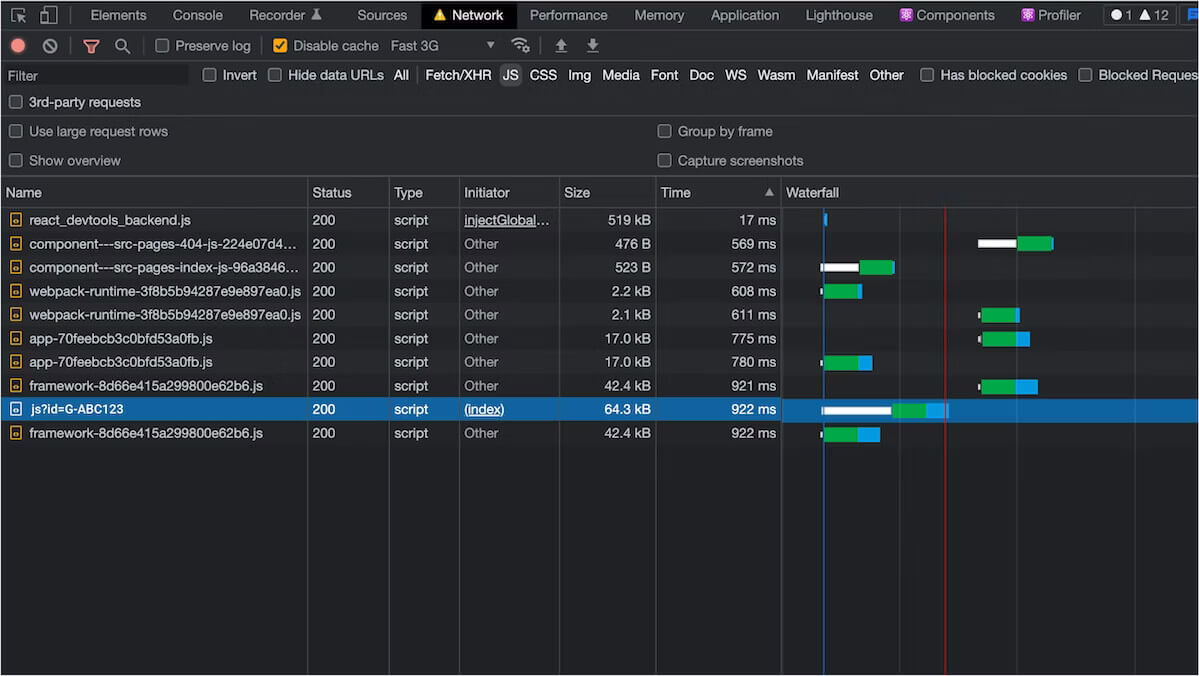 Elements Console Recorder Sources Network Performance Memory Application Lighthouse Components Profiler 1 12
Preserve log Disable cache Fast 3G
Filter Invert Hide data URLs All Fetch/XHR JS CSS Img Media Font Doc WS Wasm Manifest Other Has blocked cookies Blocked Reques
3rd-party requests
Use large request rows Group by frame
Show overview Capture screenshots
Name Status Type Initiator Size Time Waterfall
react_devtools_backend.js 200 script injectGlobal... 519 kB 17 ms
component---src-pages-404-js-224e07d4... 200 script Other 476 B 569 ms
component---src-pages-index-js-96a3846... 200 script Other 523 B 572 ms
webpack-runtime-3f8b5b94287e9e897ea0.js 200 script Other 2.2 kB 608 ms
webpack-runtime-3f8b5b94287e9e897ea0.js 200 script Other 2.1 kB 611 ms
app-70feebcb3c0bfd53a0fb.js 200 script Other 17.0 kB 775 ms
app-70feebcb3c0bfd53a0fb.js 200 script Other 17.0 kB 780 ms
framework-8d66e415a299800e62b6.js 200 script Other 42.4 kB 921 ms
js?id=G-ABC123 200 script (index) 64.3 kB 922 ms
framework-8d66e415a299800e62b6.js 200 script Other 42.4 kB 922 ms